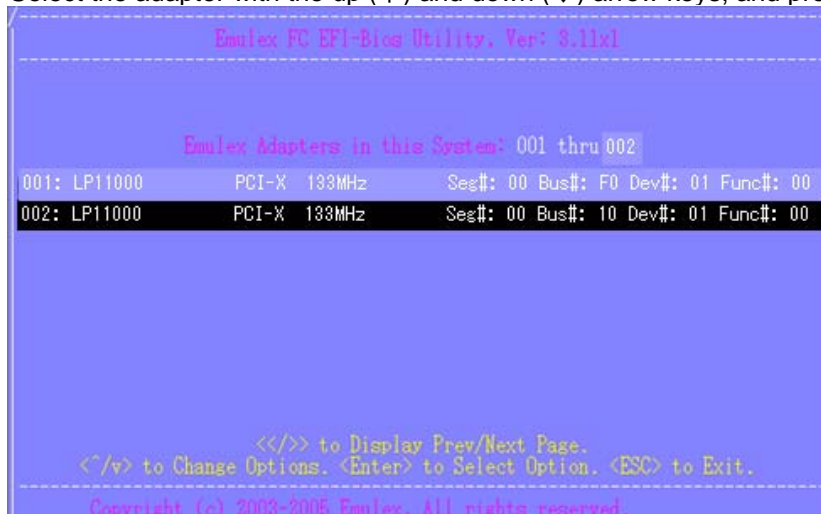 Select the adapter with the up (↑) and down (↓) arrow keys, and pre
Emulex FC EFI-Bios Utility. Ver: 3.11x1
Emulex Adapters in this System: 001 thru 002
001: LP11000 PCI-X 133MHz Seg#: 00 Bus#: F0 Dev#: 01 Func#: 00
002: LP11000 PCI-X 133MHz Seg#: 00 Bus#: 10 Dev#: 01 Func#: 00
<</>> to Display Prev/Next Page.
<^/v> to Change Options. <Enter> to Select Option. <ESC> to Exit.
Copyright (c) 2003-2005 Emulex. All rights reserved.